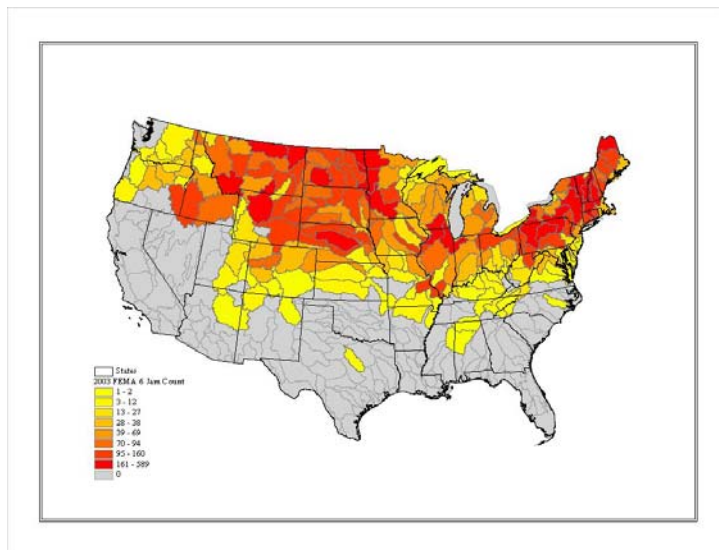 States
2003 FEMA 6 Jam Count
1 - 2
3 - 12
13 - 27
28 - 38
39 - 69
70 - 94
95 - 160
161 - 589
0